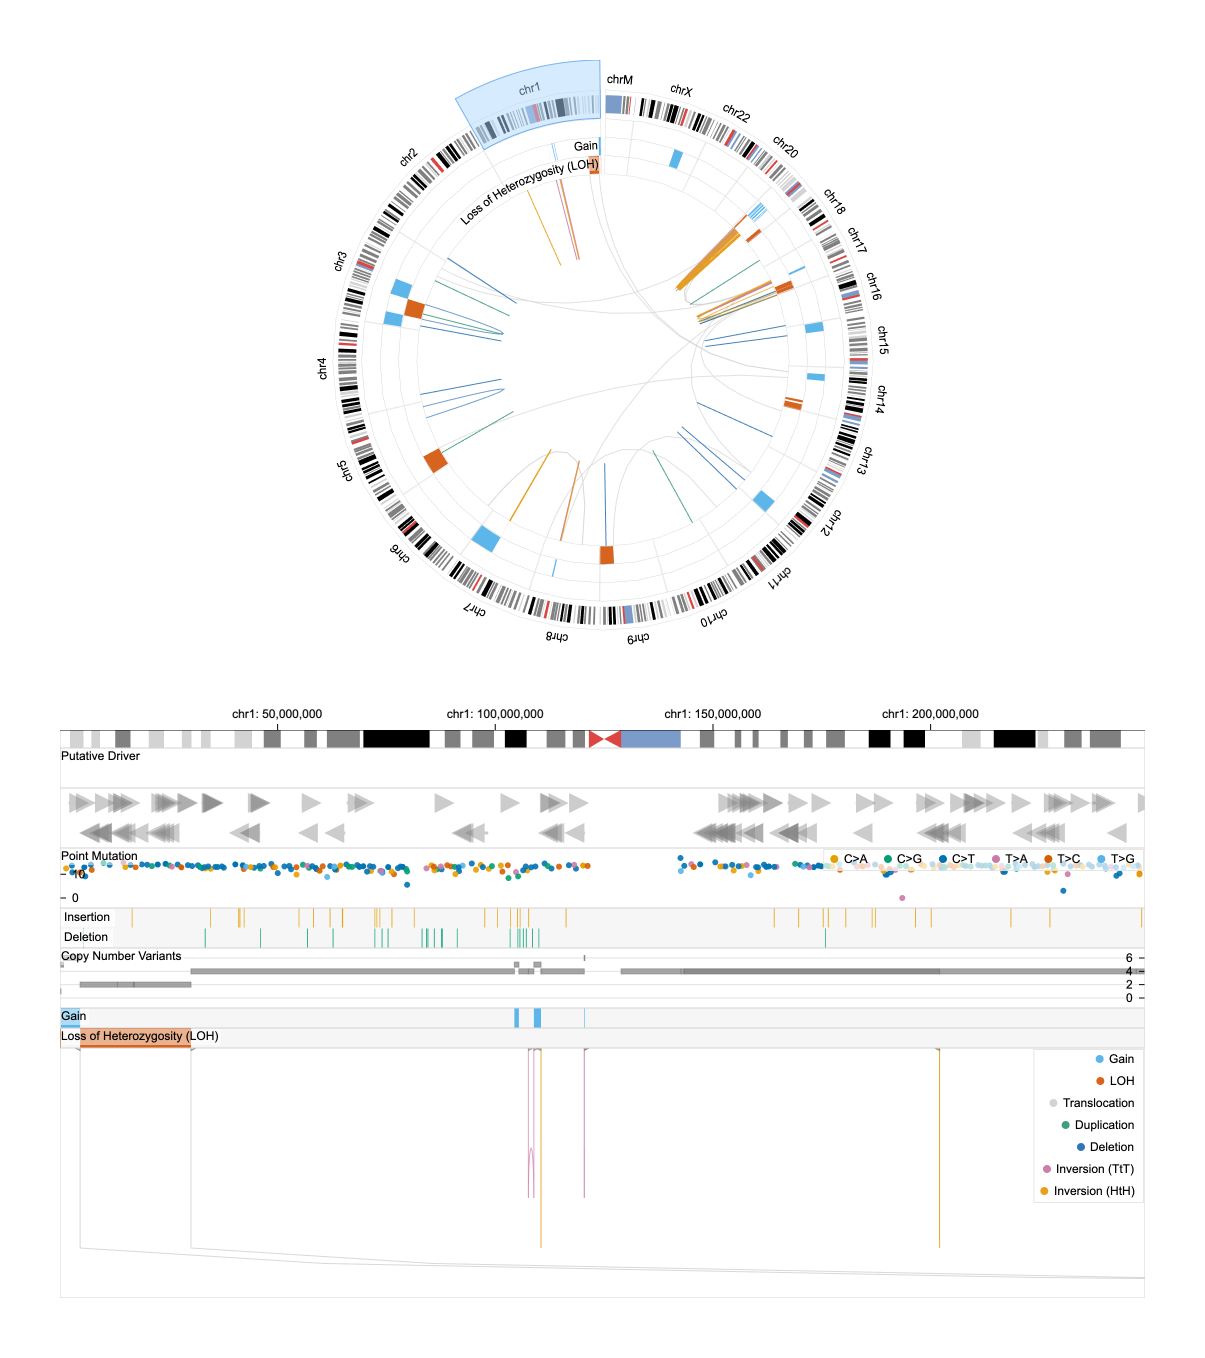 chrM
chr1
chrX
chr22
chr20
chr18
chr17
chr16
chr15
chr14
chr13
chr12
chr11
chr10
chr9
chr8
chr7
chr6
chr5
chr4
chr3
chr2
Gain
Loss of Heterozygosity (LOH)
chr1: 50,000,000
chr1: 100,000,000
chr1: 150,000,000
chr1: 200,000,000
Putative Driver
Point Mutation
C>A C>G C>T T>A T>C T>G
10
0
Insertion
Deletion
Copy Number Variants
6
4
2
0
Gain
Loss of Heterozygosity (LOH)
Gain
LOH
Translocation
Duplication
Deletion
Inversion (TtT)
Inversion (HtH)